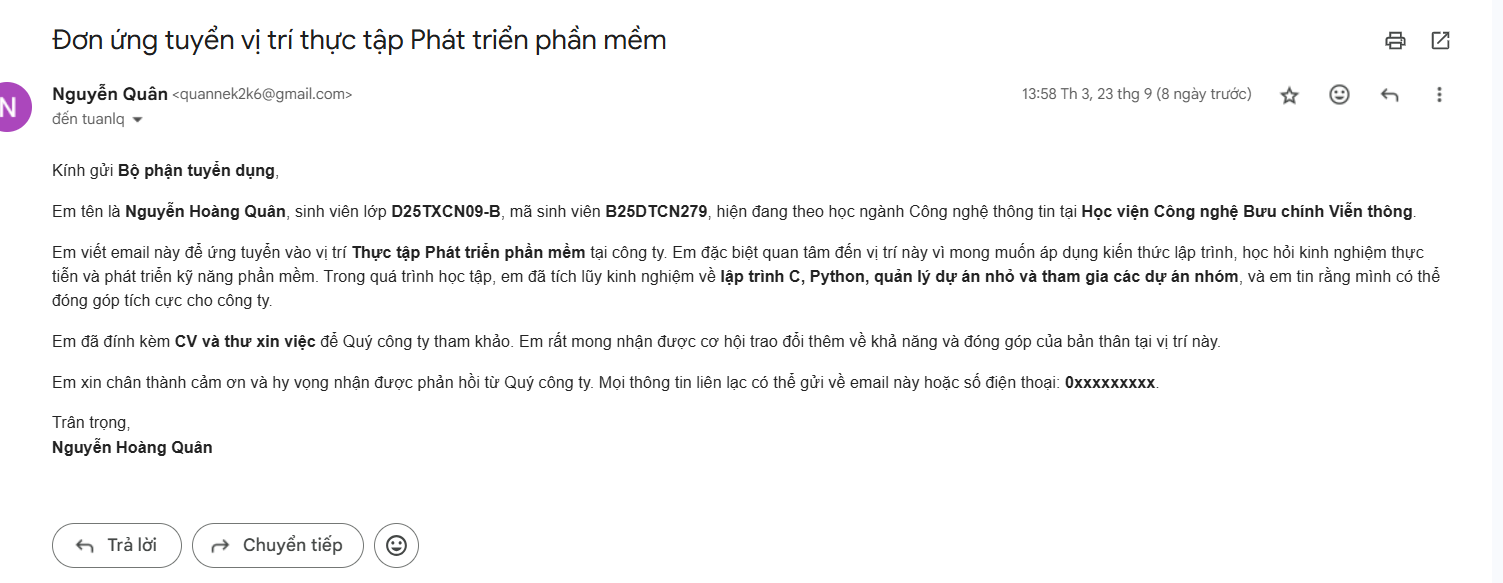 Đơn ứng tuyển vị trí thực tập Phát triển phần mềm
N
Nguyễn Quân <quannek2k6@gmail.com>
13:58 Th 3, 23 thg 9 (8 ngày trước)
đến tuanlq
Kính gửi Bộ phận tuyển dụng,
Em tên là Nguyễn Hoàng Quân, sinh viên lớp D25TXCN09-B, mã sinh viên B25DTCN279, hiện đang theo học ngành Công nghệ thông tin tại Học viện Công nghệ Bưu chính Viễn thông.
Em viết email này để ứng tuyển vào vị trí Thực tập Phát triển phần mềm tại công ty. Em đặc biệt quan tâm đến vị trí này vì mong muốn áp dụng kiến thức lập trình, học hỏi kinh nghiệm thực
tiễn và phát triển kỹ năng phần mềm. Trong quá trình học tập, em đã tích lũy kinh nghiệm về lập trình C, Python, quản lý dự án nhỏ và tham gia các dự án nhóm, và em tin rằng mình có thể
đóng góp tích cực cho công ty.
Em đã đính kèm CV và thư xin việc để Quý công ty tham khảo. Em rất mong nhận được cơ hội trao đổi thêm về khả năng và đóng góp của bản thân tại vị trí này.
Em xin chân thành cảm ơn và hy vọng nhận được phản hồi từ Quý công ty. Mọi thông tin liên lạc có thể gửi về email này hoặc số điện thoại: 0xxxxxxxxx.
Trân trọng,
Nguyễn Hoàng Quân
Trả lời
Chuyển tiếp